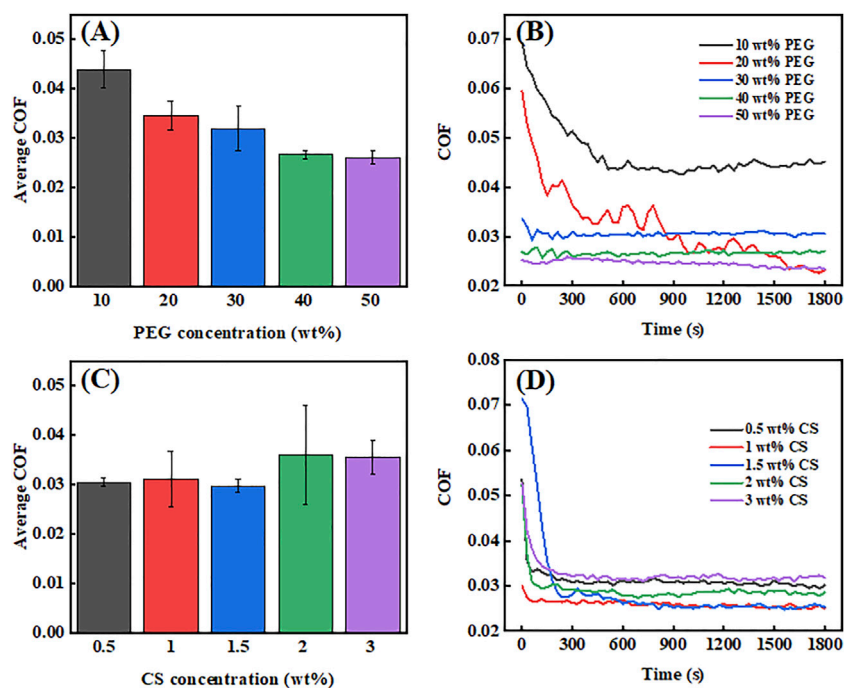 (A)
Average COF
0.05
0.04
0.03
0.02
0.01
0.00
10 20 30 40 50
PEG concentration (wt%)
(B)
COF
0.07
0.06
0.05
0.04
0.03
0.02
10 wt% PEG
20 wt% PEG
30 wt% PEG
40 wt% PEG
50 wt% PEG
0 300 600 900 1200 1500 1800
Time (s)
(C)
Average COF
0.05
0.04
0.03
0.02
0.01
0.00
0.5 1 1.5 2 3
CS concentration (wt%)
(D)
COF
0.08
0.07
0.06
0.05
0.04
0.03
0.02
0.5 wt% CS
1 wt% CS
1.5 wt% CS
2 wt% CS
3 wt% CS
0 300 600 900 1200 1500 1800
Time (s)